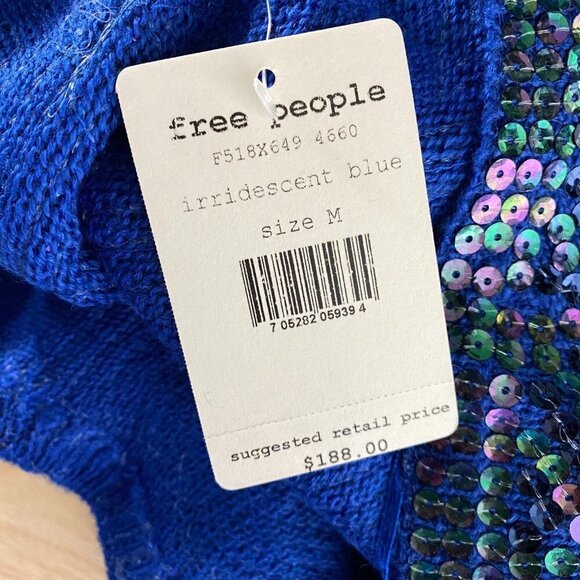 free people
F518X649 4660
irridescent blue
size M
7 05282 05939 4
suggested retail price
$188.00